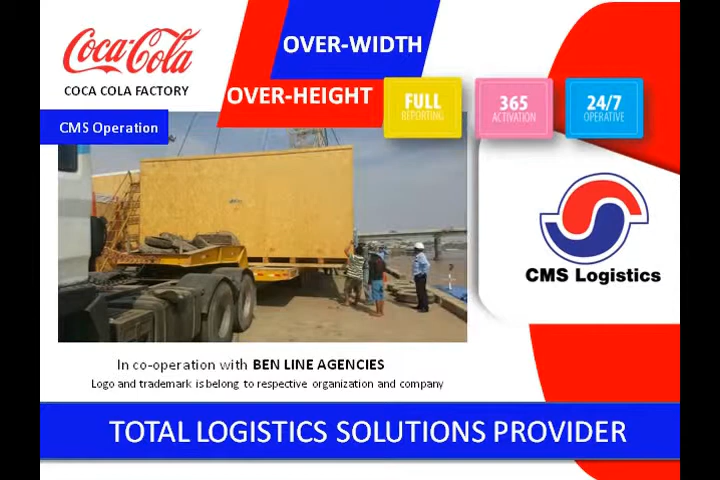 OVER-WIDTH
Coca-Cola
COCA COLA FACTORY
OVER-HEIGHT
FULL
REPORTING
365
ACTIVATION
24/7
OPERATIVE
CMS Operation
CMS Logistics
In co-operation with BEN LINE AGENCIES
Logo and trademark is belong to respective organization and company
TOTAL LOGISTICS SOLUTIONS PROVIDER